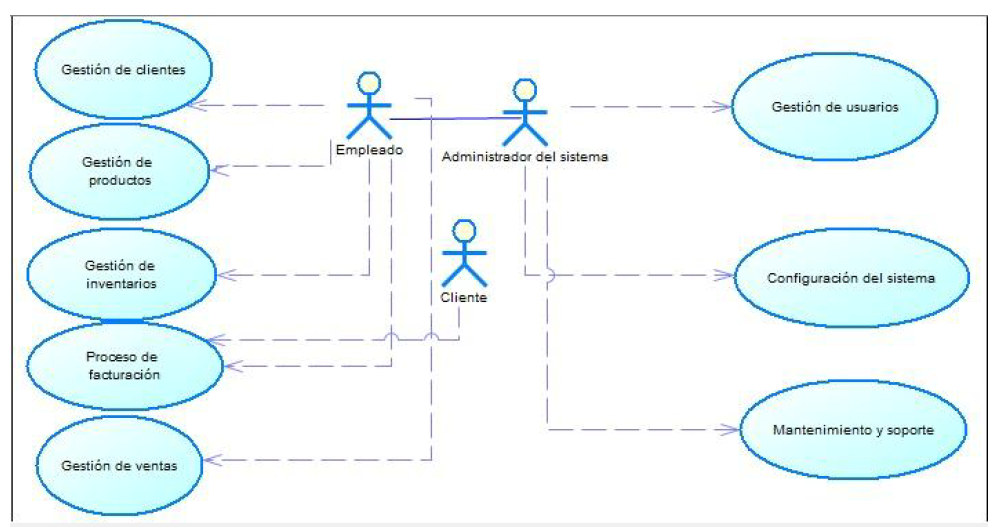 Gestión de clientes
Gestión de usuarios
Empleado
Administrador del sistema
Gestión de
productos
Gestión de
inventarios
Cliente
Configuración del sistema
Proceso de
facturación
Mantenimiento y soporte
Gestión de ventas